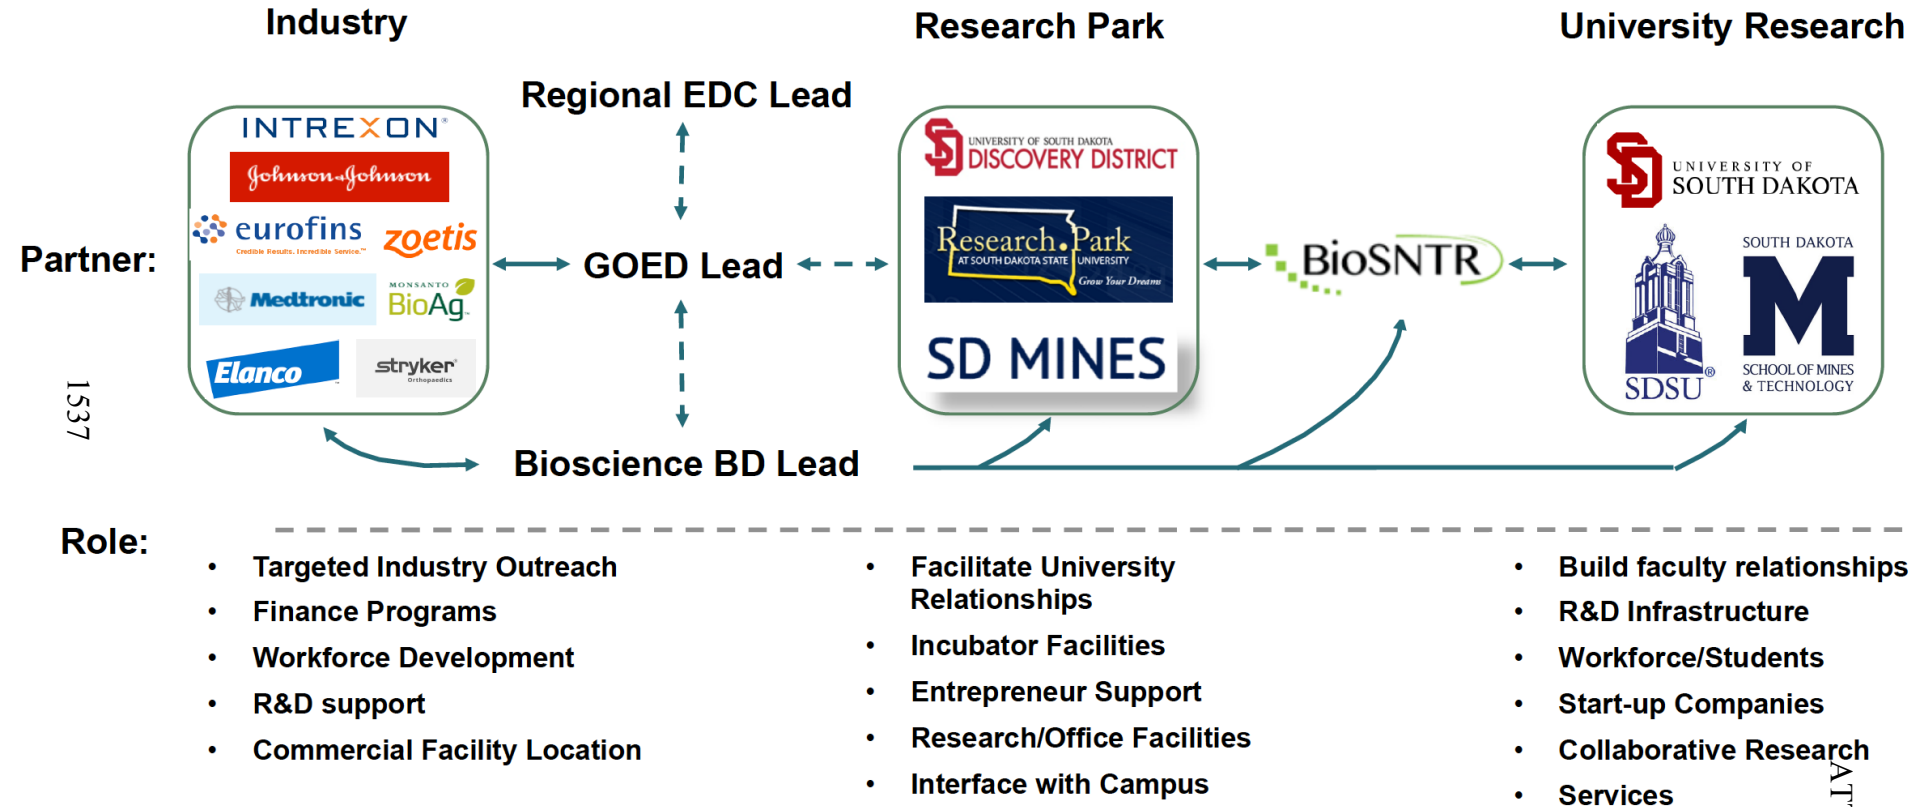 Industry
Research Park
University Research
Regional EDC Lead
INTREXON®
Johnson & Johnson
eurofins
Credible Results. Incredible Service.™
zoetis
Medtronic
MONSANTO
BioAg™
Elanco
stryker®
Orthopaedics
Partner:
GOED Lead
UNIVERSITY OF SOUTH DAKOTA
DISCOVERY DISTRICT
Research Park
AT SOUTH DAKOTA STATE UNIVERSITY
Grow Your Dreams
SD MINES
BioSNTR
UNIVERSITY OF
SOUTH DAKOTA
SDSU®
SOUTH DAKOTA
M
SCHOOL OF MINES
& TECHNOLOGY
1537
Bioscience BD Lead
Role:
• Targeted Industry Outreach
• Finance Programs
• Workforce Development
• R&D support
• Commercial Facility Location
• Facilitate University
Relationships
• Incubator Facilities
• Entrepreneur Support
• Research/Office Facilities
• Interface with Campus
• Build faculty relationships
• R&D Infrastructure
• Workforce/Students
• Start-up Companies
• Collaborative Research
• Services